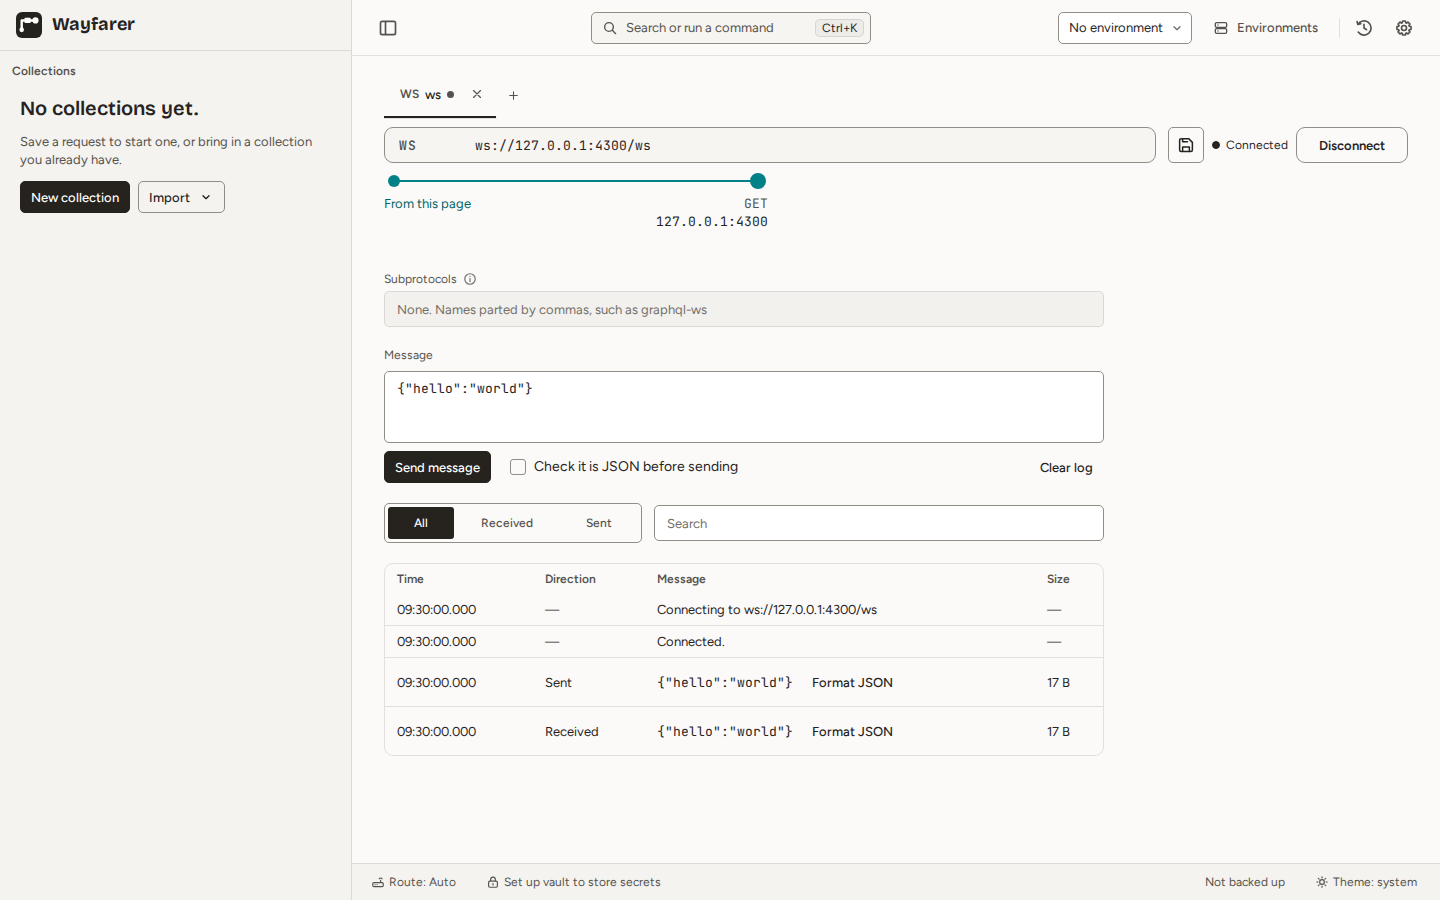 Wayfarer
Search or run a command Ctrl+K
No environment
Environments
Collections
No collections yet.
Save a request to start one, or bring in a collection
you already have.
New collection
Import
WS ws
WS ws://127.0.0.1:4300/ws
Connected
Disconnect
From this page
GET
127.0.0.1:4300
Subprotocols
None. Names parted by commas, such as graphql-ws
Message
{"hello":"world"}
Send message
Check it is JSON before sending
Clear log
All Received Sent
Search
Time Direction Message Size
09:30:00.000 — Connecting to ws://127.0.0.1:4300/ws —
09:30:00.000 — Connected. —
09:30:00.000 Sent {"hello":"world"} Format JSON 17 B
09:30:00.000 Received {"hello":"world"} Format JSON 17 B
Route: Auto
Set up vault to store secrets
Not backed up
Theme: system